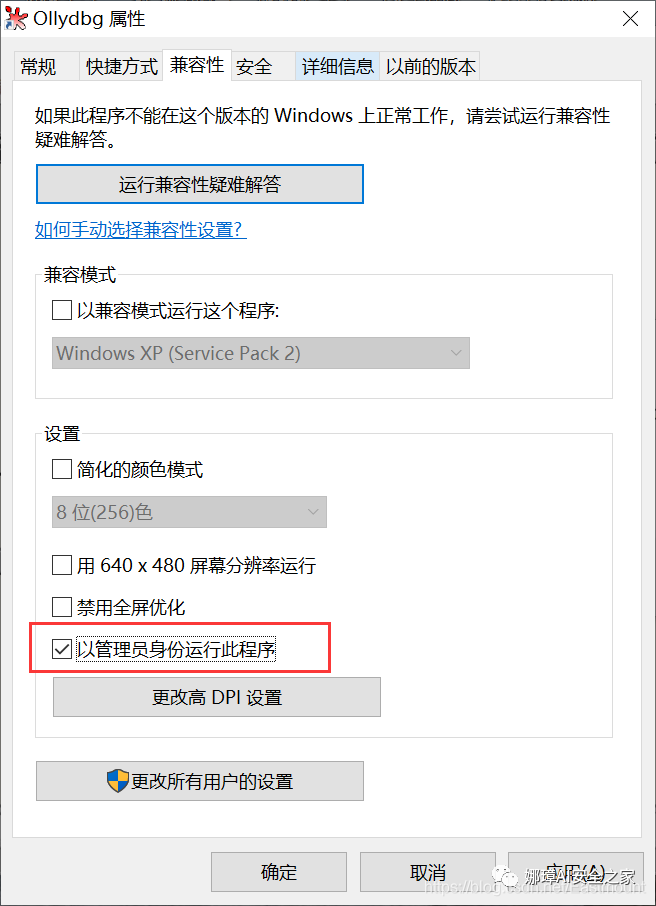 Ollydbg 属性
常规
快捷方式
兼容性
安全
详细信息
以前的版本
如果此程序不能在这个版本的 Windows 上正常工作，请尝试运行兼容性
疑难解答。
运行兼容性疑难解答
如何手动选择兼容性设置?
兼容模式
以兼容模式运行这个程序:
Windows XP (Service Pack 2)
设置
简化的颜色模式
8 位(256)色
用 640 x 480 屏幕分辨率运行
禁用全屏优化
以管理员身份运行此程序
更改高 DPI 设置
更改所有用户的设置
确定
取消
应用(A)
娜璋AI安全之家
https://blog.csdn.net/Eastmount